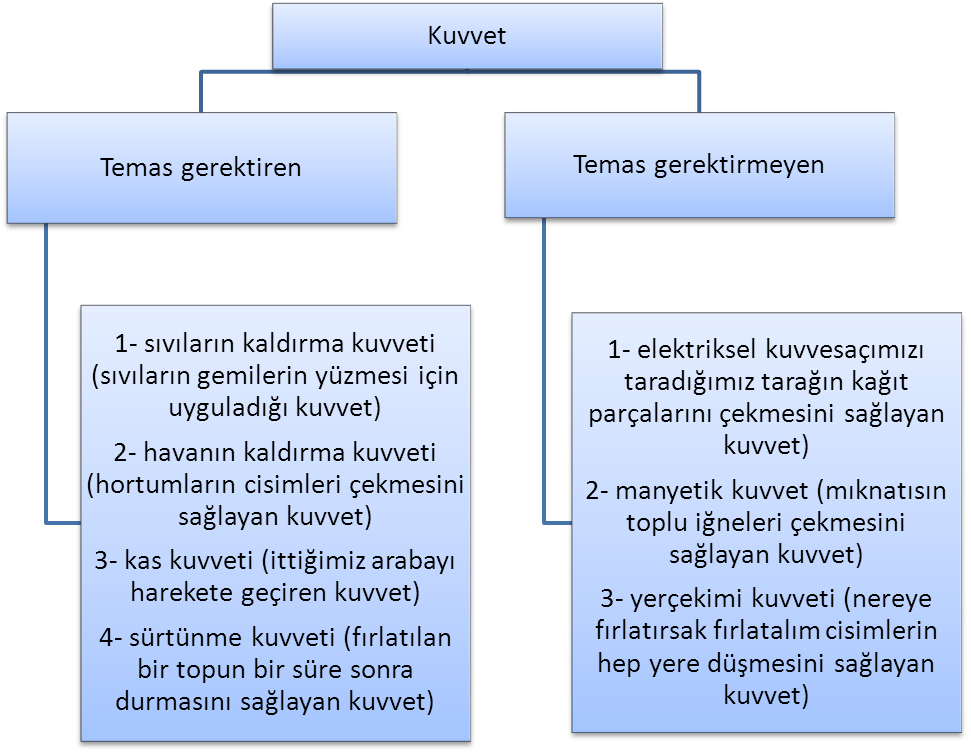 Kuvvet
Temas gerektiren
Temas gerektirmeyen
1- sıvıların kaldırma kuvveti
(sıvıların gemilerin yüzmesi için
uyguladığı kuvvet)
2- havanın kaldırma kuvveti
(hortumların cisimleri çekmesini
sağlayan kuvvet)
3- kas kuvveti (ittiğimiz arabayı
harekete geçiren kuvvet)
4- sürtünme kuvveti (fırlatılan
bir topun bir süre sonra
durmasını sağlayan kuvvet)
1- elektriksel kuvvesaçımızı
taradığımız tarağın kağıt
parçalarını çekmesini sağlayan
kuvvet)
2- manyetik kuvvet (mıknatısın
toplu iğneleri çekmesini
sağlayan kuvvet)
3- yerçekimi kuvveti (nereye
fırlatırsak fırlatalım cisimlerin
hep yere düşmesini sağlayan
kuvvet)